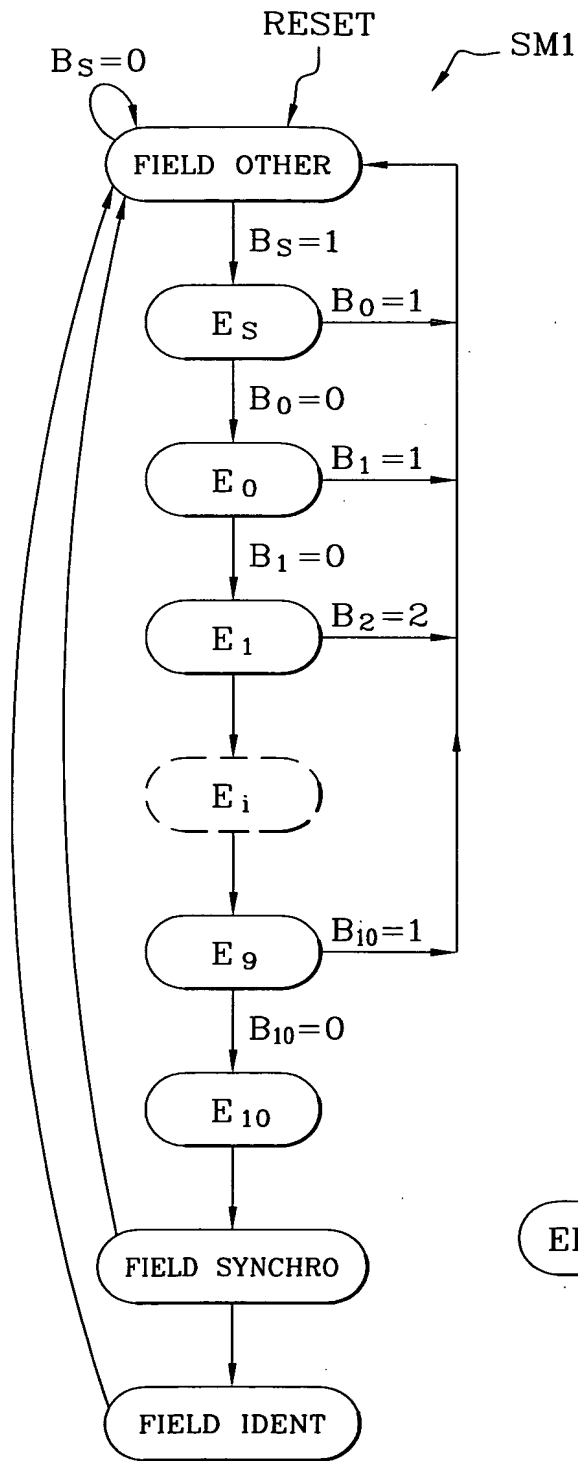 RESET
SM1
B_S=0
FIELD OTHER
B_S=1
E_S
B_0=1
B_0=0
E_0
B_1=1
B_1=0
E_1
B_2=2
E_i
E_9
B_i0=1
B_10=0
E_10
FIELD SYNCHRO
FIELD IDENT